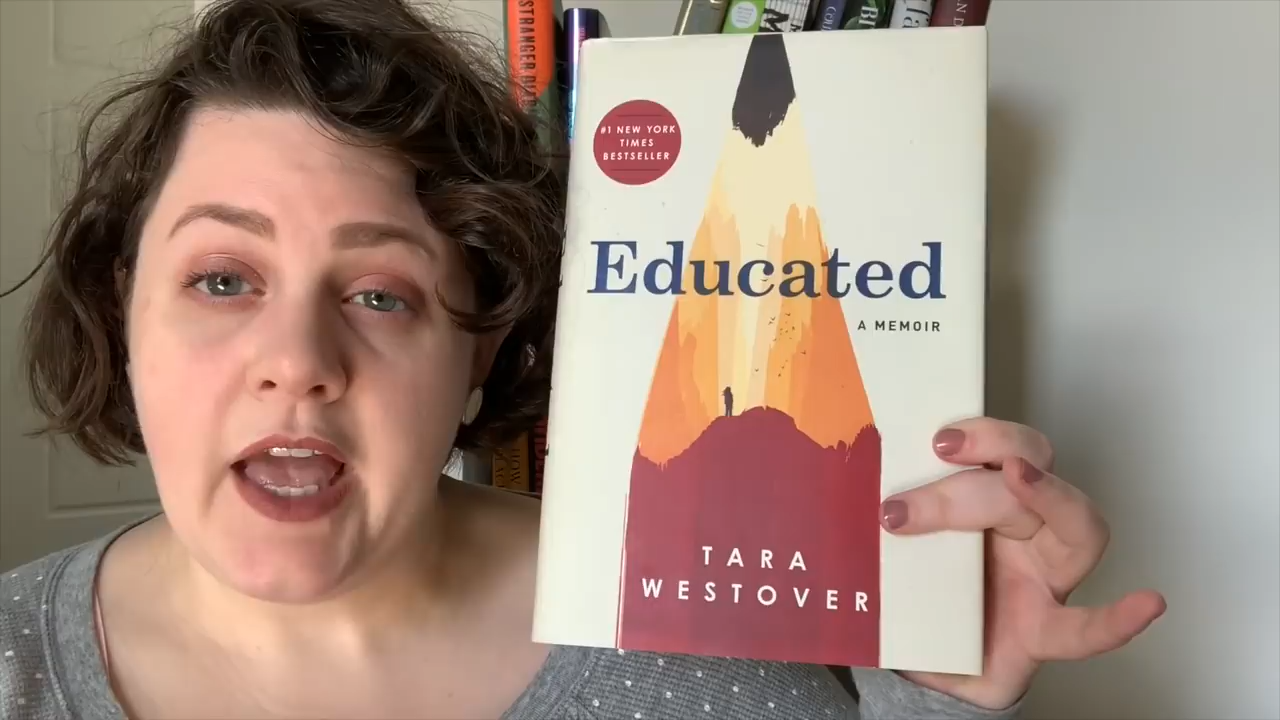 STRANGER
#1 NEW YORK
TIMES
BESTSELLER
Educated
A MEMOIR
TARA
WESTOVER